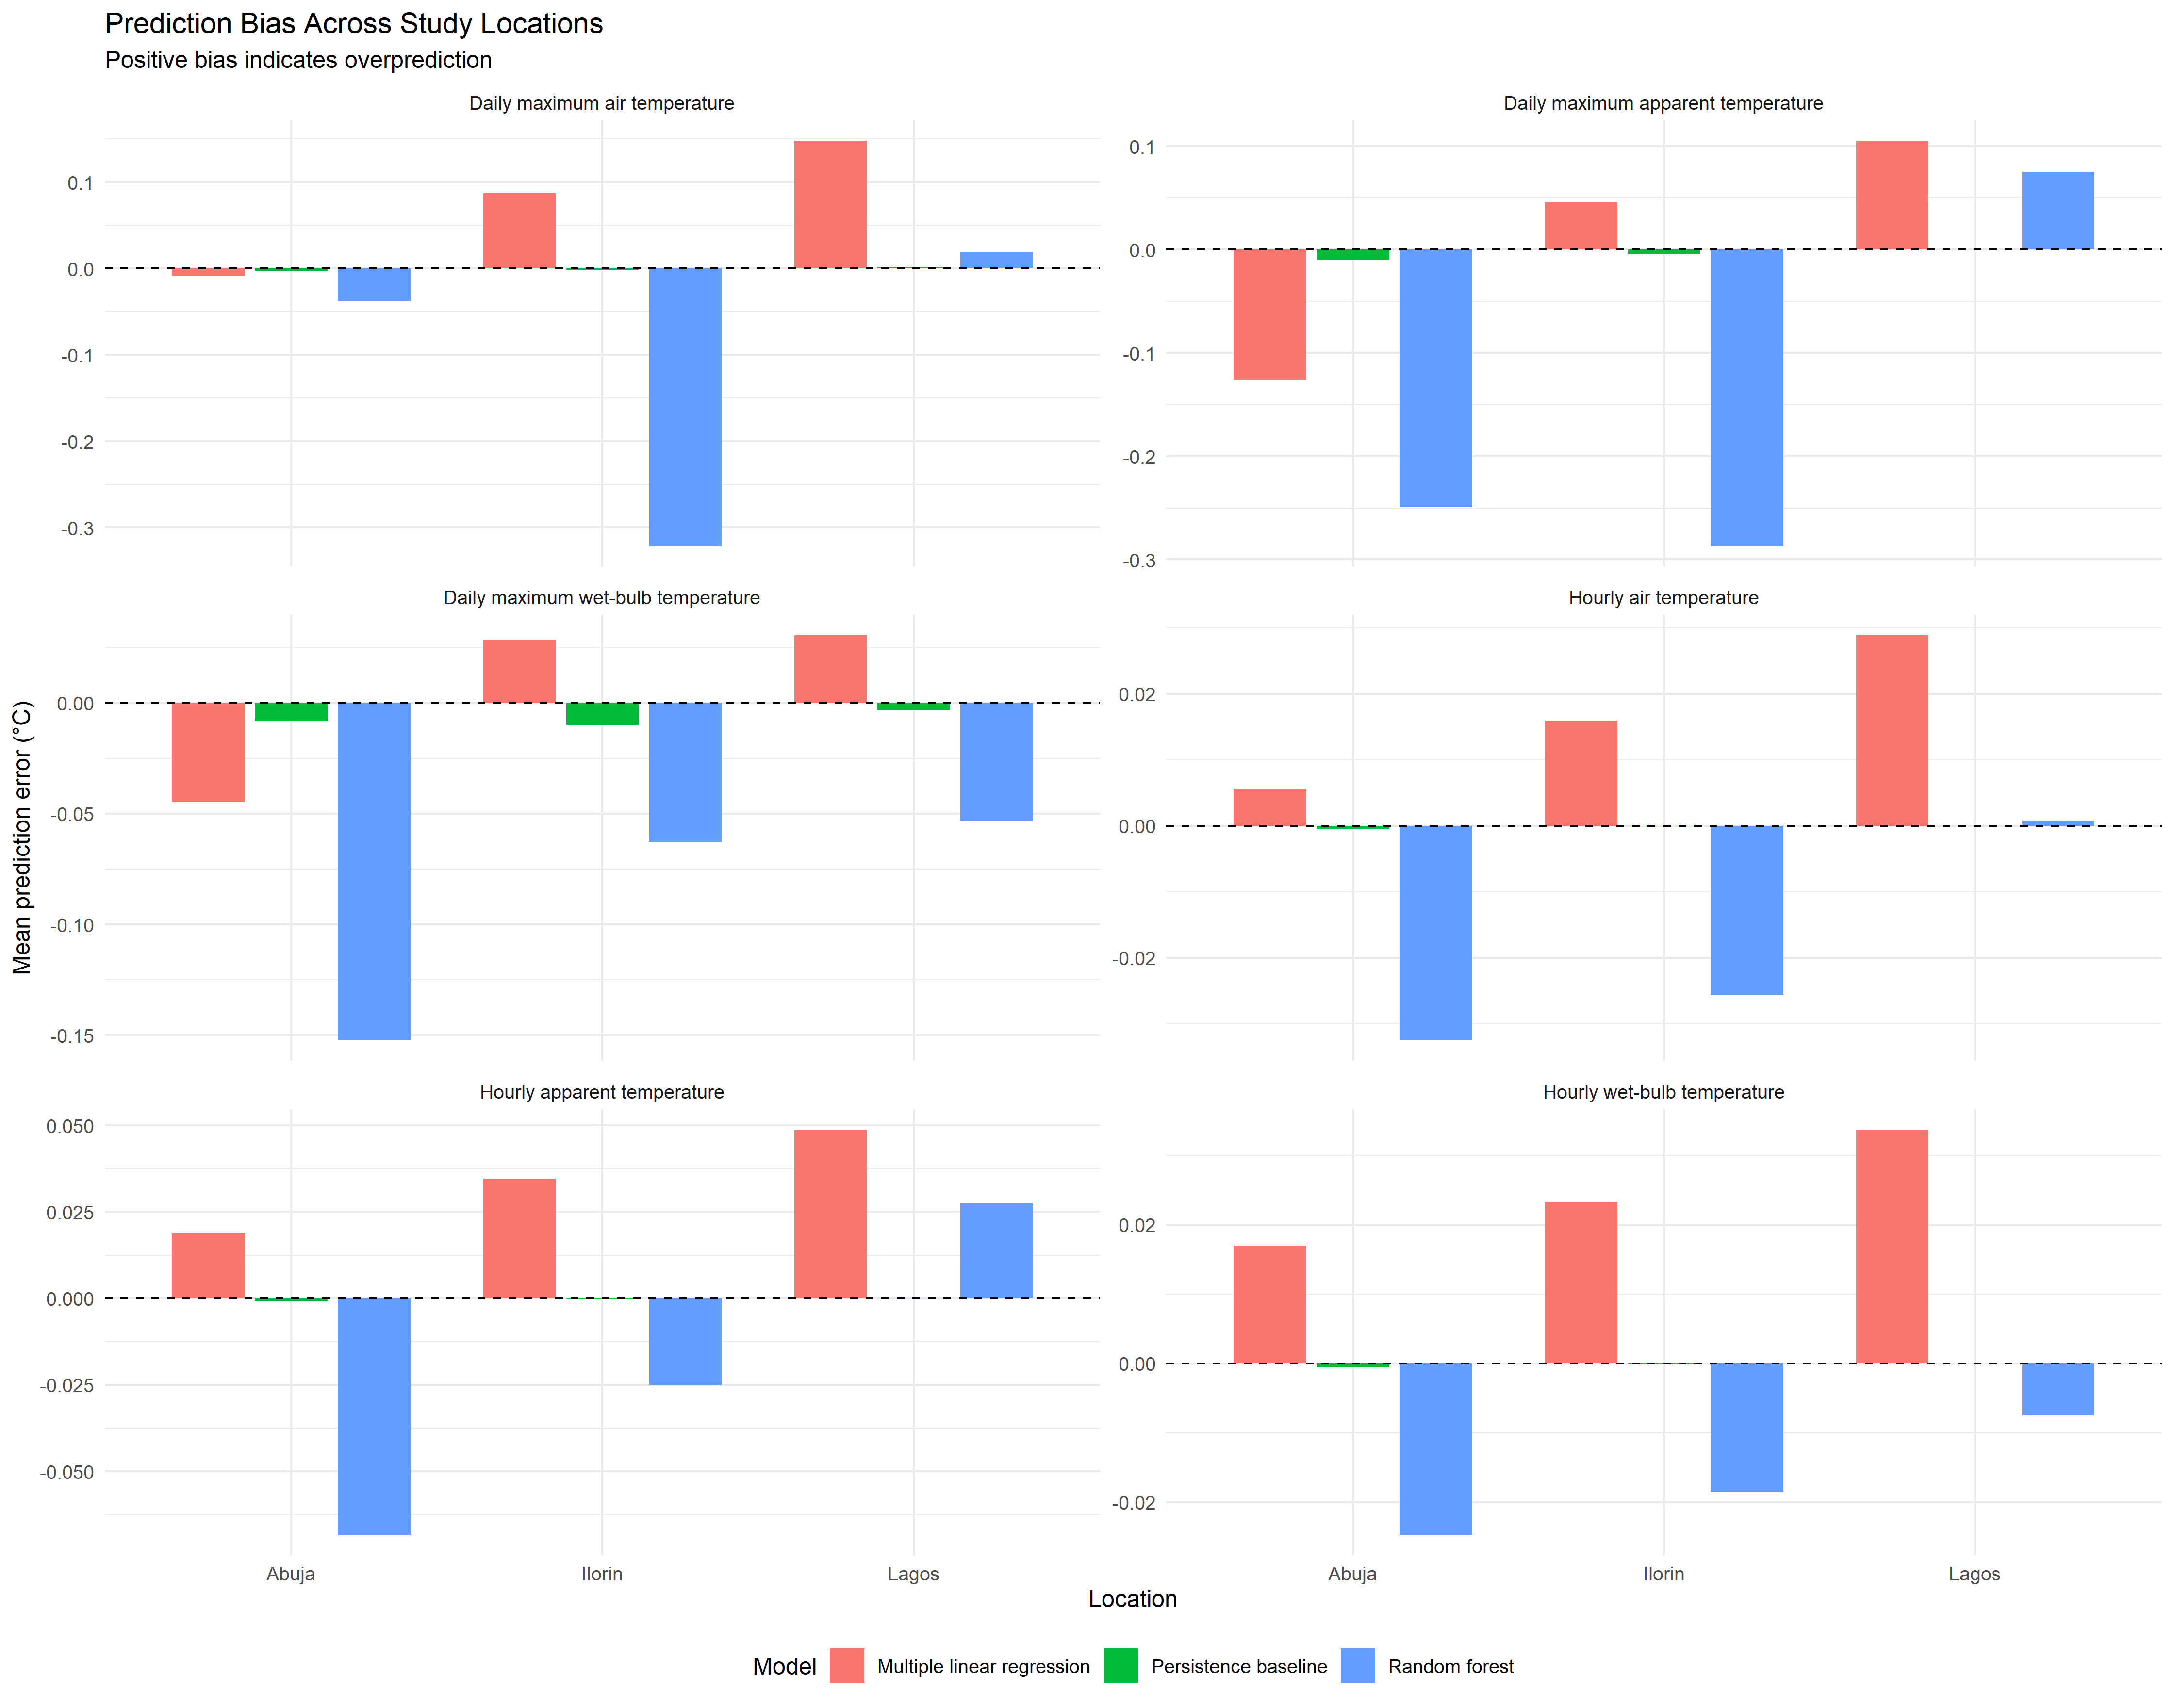 Prediction Bias Across Study Locations
Positive bias indicates overprediction
Daily maximum air temperature
Daily maximum apparent temperature
0.1
0.0
-0.1
-0.2
-0.3
0.1
0.0
-0.1
-0.2
-0.3
Daily maximum wet-bulb temperature
Hourly air temperature
0.00
-0.05
-0.10
-0.15
0.02
0.00
-0.02
Mean prediction error (°C)
Hourly apparent temperature
Hourly wet-bulb temperature
0.050
0.025
0.000
-0.025
-0.050
0.02
0.00
-0.02
Abuja Ilorin Lagos
Abuja Ilorin Lagos
Location
Model Multiple linear regression Persistence baseline Random forest